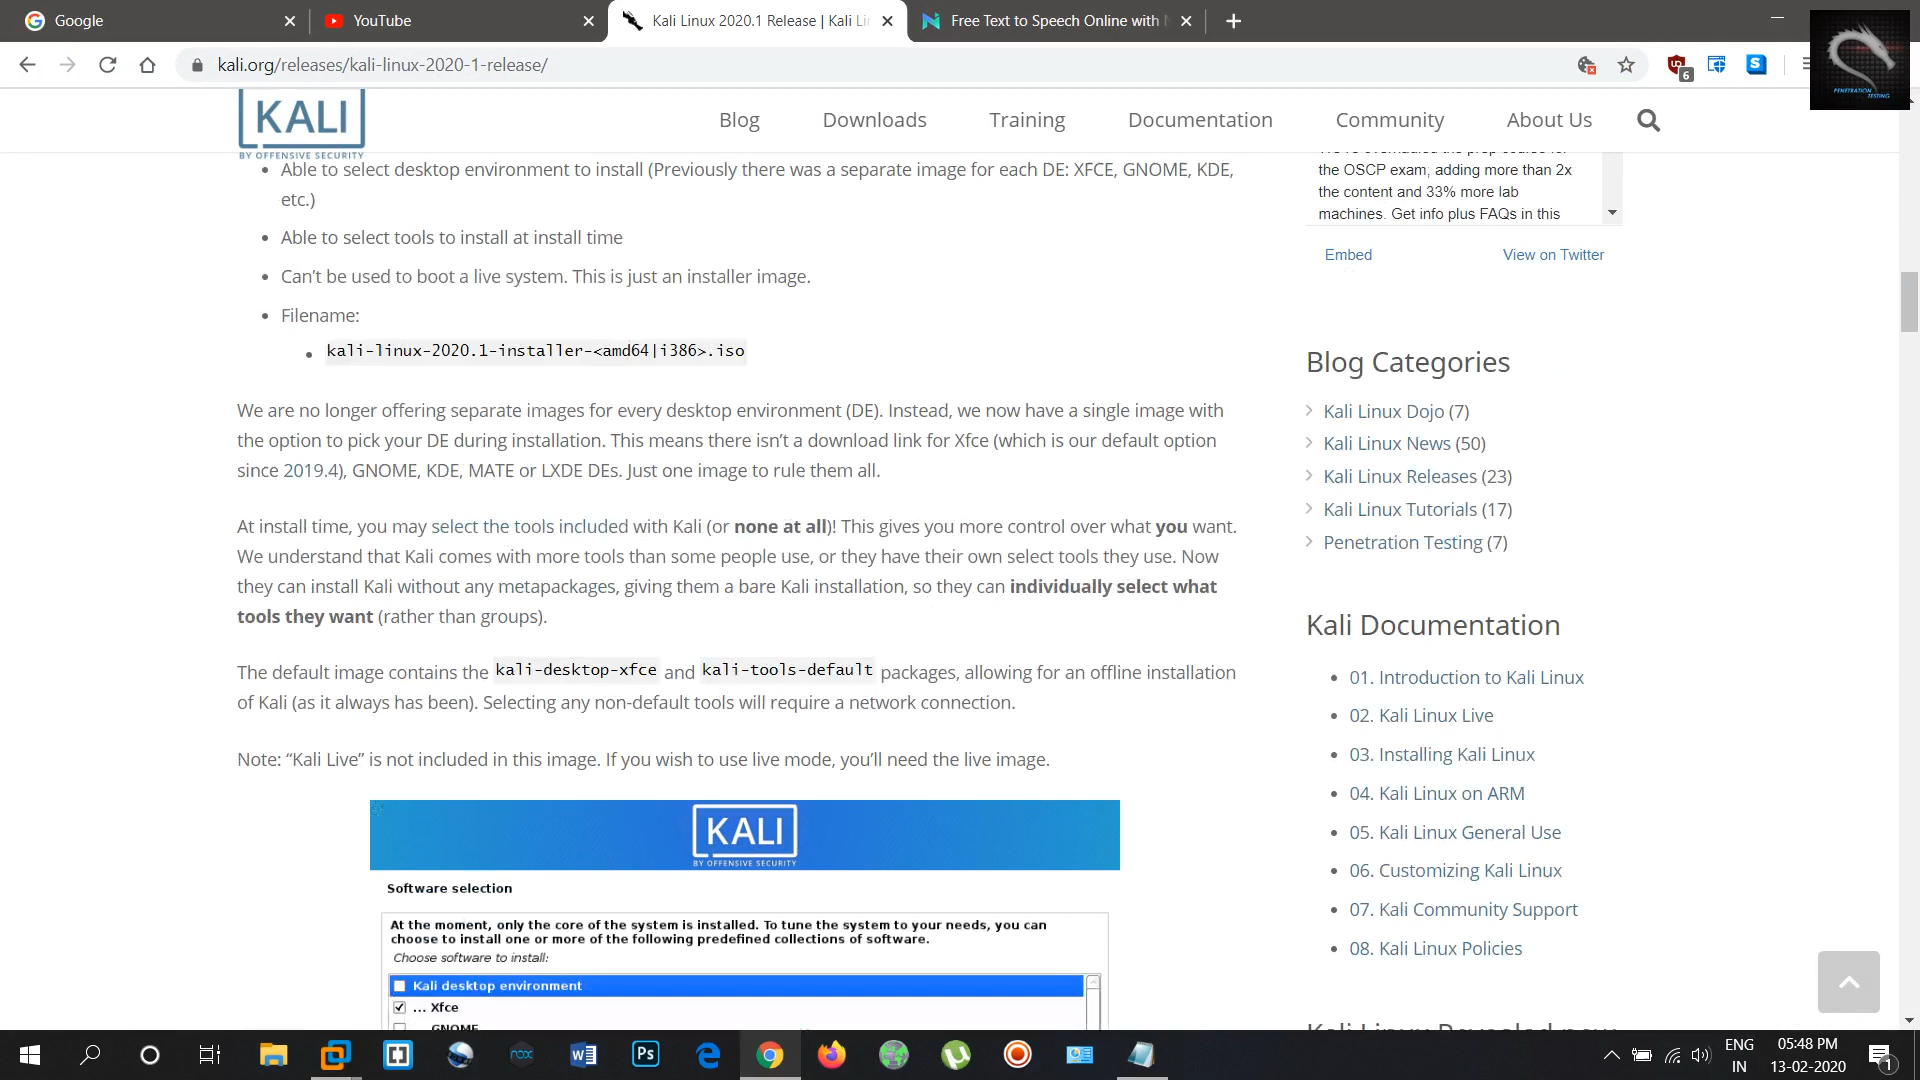 Google
YouTube
Kali Linux 2020.1 Release | Kali Li
Free Text to Speech Online with
kali.org/releases/kali-linux-2020-1-release/
6
PENETRATION TESTING
KALI
BY OFFENSIVE SECURITY
Blog
Downloads
Training
Documentation
Community
About Us
Able to select desktop environment to install (Previously there was a separate image for each DE: XFCE, GNOME, KDE,
etc.)
Able to select tools to install at install time
Can’t be used to boot a live system. This is just an installer image.
Filename:
kali-linux-2020.1-installer-<amd64|i386>.iso
We are no longer offering separate images for every desktop environment (DE). Instead, we now have a single image with
the option to pick your DE during installation. This means there isn’t a download link for Xfce (which is our default option
since 2019.4), GNOME, KDE, MATE or LXDE DEs. Just one image to rule them all.
At install time, you may select the tools included with Kali (or none at all)! This gives you more control over what you want.
We understand that Kali comes with more tools than some people use, or they have their own select tools they use. Now
they can install Kali without any metapackages, giving them a bare Kali installation, so they can individually select what
tools they want (rather than groups).
The default image contains the kali-desktop-xfce and kali-tools-default packages, allowing for an offline installation
of Kali (as it always has been). Selecting any non-default tools will require a network connection.
Note: “Kali Live” is not included in this image. If you wish to use live mode, you’ll need the live image.
KALI
BY OFFENSIVE SECURITY
Software selection
At the moment, only the core of the system is installed. To tune the system to your needs, you can
choose to install one or more of the following predefined collections of software.
Choose software to install:
Kali desktop environment
... Xfce
GNOME
the OSCP exam, adding more than 2x
the content and 33% more lab
machines. Get info plus FAQs in this
Embed
View on Twitter
Blog Categories
Kali Linux Dojo (7)
Kali Linux News (50)
Kali Linux Releases (23)
Kali Linux Tutorials (17)
Penetration Testing (7)
Kali Documentation
01. Introduction to Kali Linux
02. Kali Linux Live
03. Installing Kali Linux
04. Kali Linux on ARM
05. Kali Linux General Use
06. Customizing Kali Linux
07. Kali Community Support
08. Kali Linux Policies
nox
W
Ps
ENG
IN
05:48 PM
13-02-2020
1